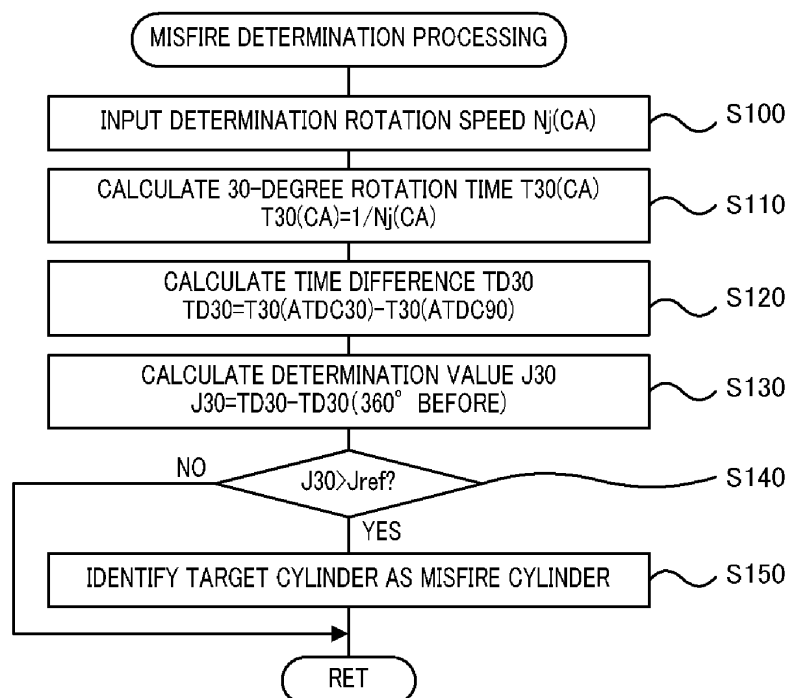 MISFIRE DETERMINATION PROCESSING
INPUT DETERMINATION ROTATION SPEED Nj(CA)
S100
CALCULATE 30-DEGREE ROTATION TIME T30(CA)
T30(CA)=1/Nj(CA)
S110
CALCULATE TIME DIFFERENCE TD30
TD30=T30(ATDC30)-T30(ATDC90)
S120
CALCULATE DETERMINATION VALUE J30
J30=TD30-TD30(360° BEFORE)
S130
NO
J30>Jref?
S140
YES
IDENTIFY TARGET CYLINDER AS MISFIRE CYLINDER
S150
RET